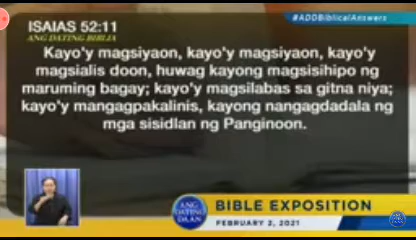 #ADDBiblicalAnswers
ISAIAS 52:11
ANG DATING BIBLIA
Kayo'y magsiyaon, kayo'y magsiyaon, kayo'y
magsialis doon, huwag kayong magsisihipo ng
maruming bagay; kayo'y magsilabas sa gitna niya;
kayo'y mangagpakalinis, kayong nangagdadala ng
mga sisidlan ng Panginoon.
ANG
DATING
DAAN
BIBLE EXPOSITION
FEBRUARY 2, 2021